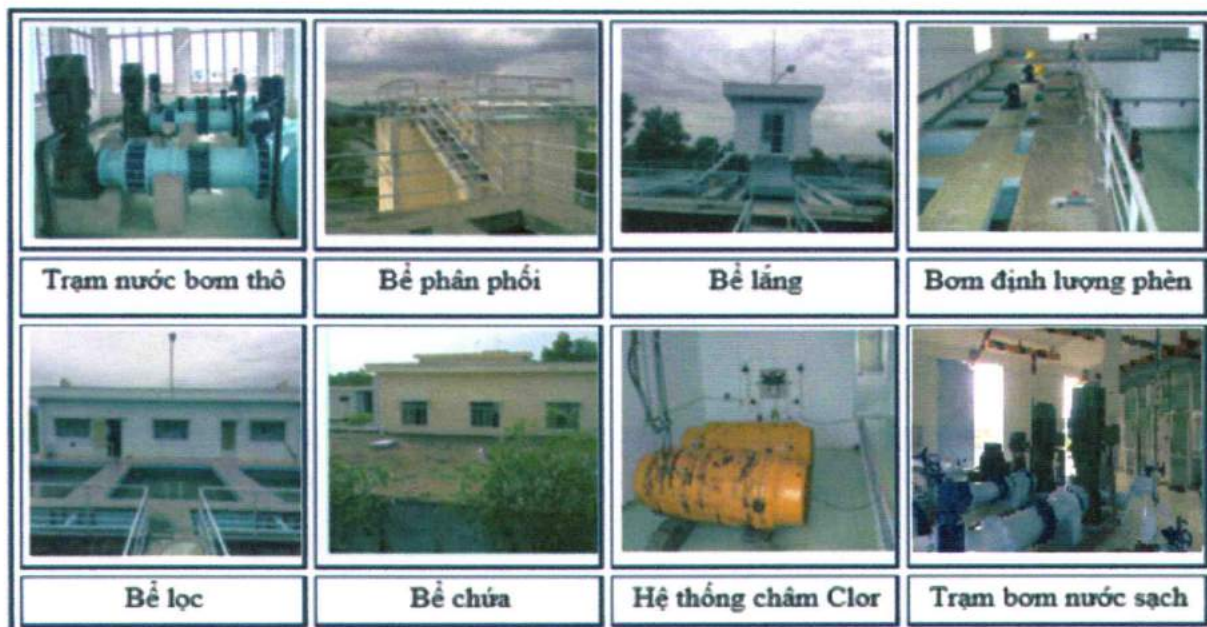 Trạm nước bơm thô
Bể phân phối
Bể lắng
Bơm định lượng phèn
Bể lọc
Bể chứa
Hệ thống châm Clor
Trạm bơm nước sạch